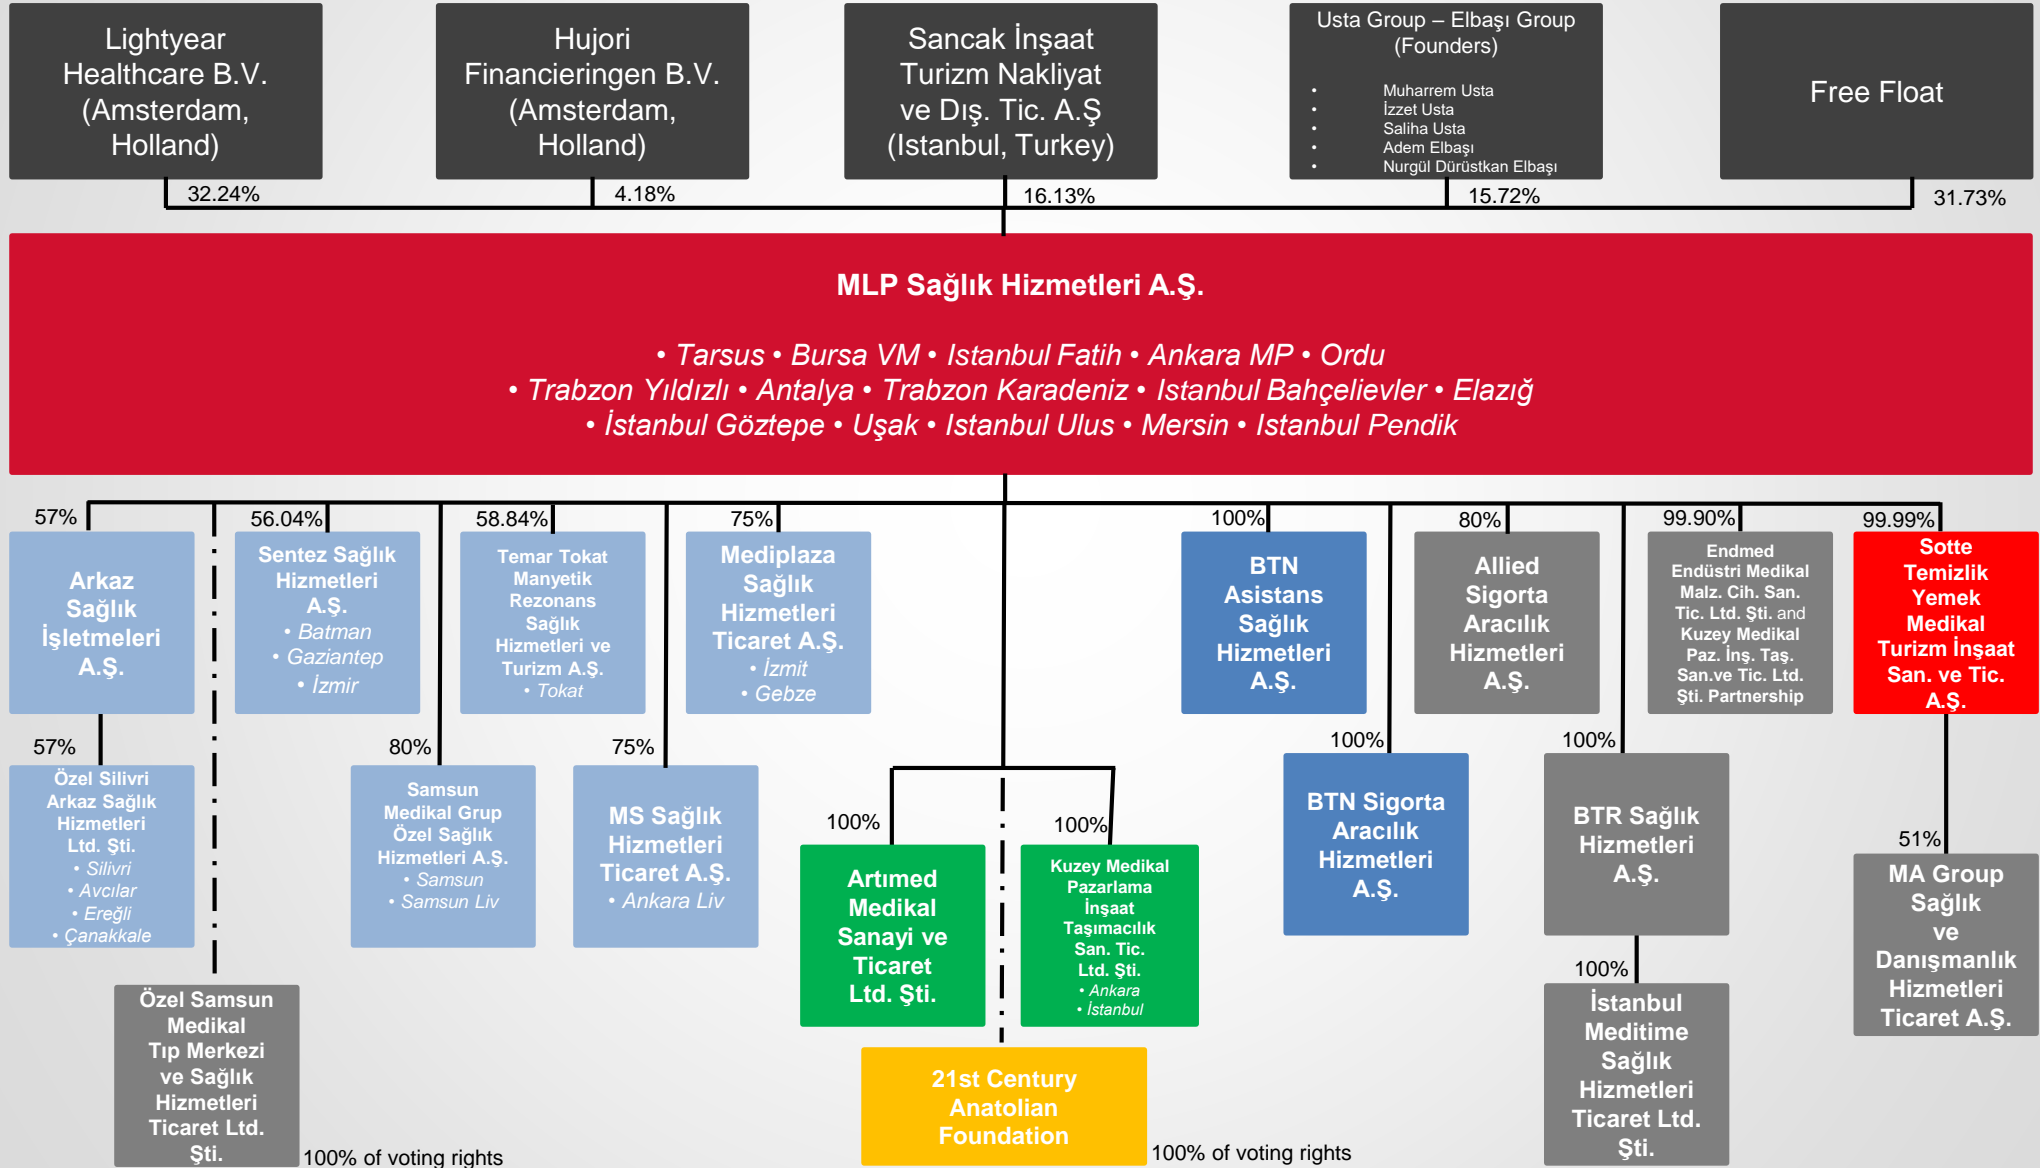 Lightyear
Healthcare B.V.
(Amsterdam,
Holland)
Hujori
Financieringen B.V.
(Amsterdam,
Holland)
Sancak İnşaat
Turizm Nakliyat
ve Dış. Tic. A.Ş
(Istanbul, Turkey)
Usta Group – Elbaşı Group
(Founders)
• Muharrem Usta
• İzzet Usta
• Saliha Usta
• Adem Elbaşı
• Nurgül Dürüstkan Elbaşı
Free Float
32.24%
4.18%
16.13%
15.72%
31.73%
MLP Sağlık Hizmetleri A.Ş.
• Tarsus • Bursa VM • Istanbul Fatih • Ankara MP • Ordu
• Trabzon Yıldızlı • Antalya • Trabzon Karadeniz • Istanbul Bahçelievler • Elazığ
• İstanbul Göztepe • Uşak • Istanbul Ulus • Mersin • Istanbul Pendik
57%
56.04%
58.84%
75%
100%
80%
99.90%
99.99%
Arkaz
Sağlık
İşletmeleri
A.Ş.
Sentez Sağlık
Hizmetleri
A.Ş.
• Batman
• Gaziantep
• İzmir
Temar Tokat
Manyetik
Rezonans
Sağlık
Hizmetleri ve
Turizm A.Ş.
• Tokat
Mediplaza
Sağlık
Hizmetleri
Ticaret A.Ş.
• İzmit
• Gebze
BTN
Asistans
Sağlık
Hizmetleri
A.Ş.
Allied
Sigorta
Aracılık
Hizmetleri
A.Ş.
Endmed
Endüstri Medikal
Malz. Cih. San.
Tic. Ltd. Şti. and
Kuzey Medikal
Paz. İnş. Taş.
San.ve Tic. Ltd.
Şti. Partnership
Sotte
Temizlik
Yemek
Medikal
Turizm İnşaat
San. ve Tic.
A.Ş.
57%
80%
75%
100%
100%
Özel Silivri
Arkaz Sağlık
Hizmetleri
Ltd. Şti.
• Silivri
• Avcılar
• Ereğli
• Çanakkale
Samsun
Medikal Grup
Özel Sağlık
Hizmetleri A.Ş.
• Samsun
• Samsun Liv
MS Sağlık
Hizmetleri
Ticaret A.Ş.
• Ankara Liv
100%
100%
Artımed
Medikal
Sanayi ve
Ticaret
Ltd. Şti.
Kuzey Medikal
Pazarlama
İnşaat
Taşımacılık
San. Tic.
Ltd. Şti.
• Ankara
• İstanbul
BTN Sigorta
Aracılık
Hizmetleri
A.Ş.
BTR Sağlık
Hizmetleri
A.Ş.
51%
MA Group
Sağlık
ve
Danışmanlık
Hizmetleri
Ticaret A.Ş.
100%
Özel Samsun
Medikal
Tıp Merkezi
ve Sağlık
Hizmetleri
Ticaret Ltd.
Şti.
100% of voting rights
21st Century
Anatolian
Foundation
100% of voting rights
İstanbul
Meditime
Sağlık
Hizmetleri
Ticaret Ltd.
Şti.